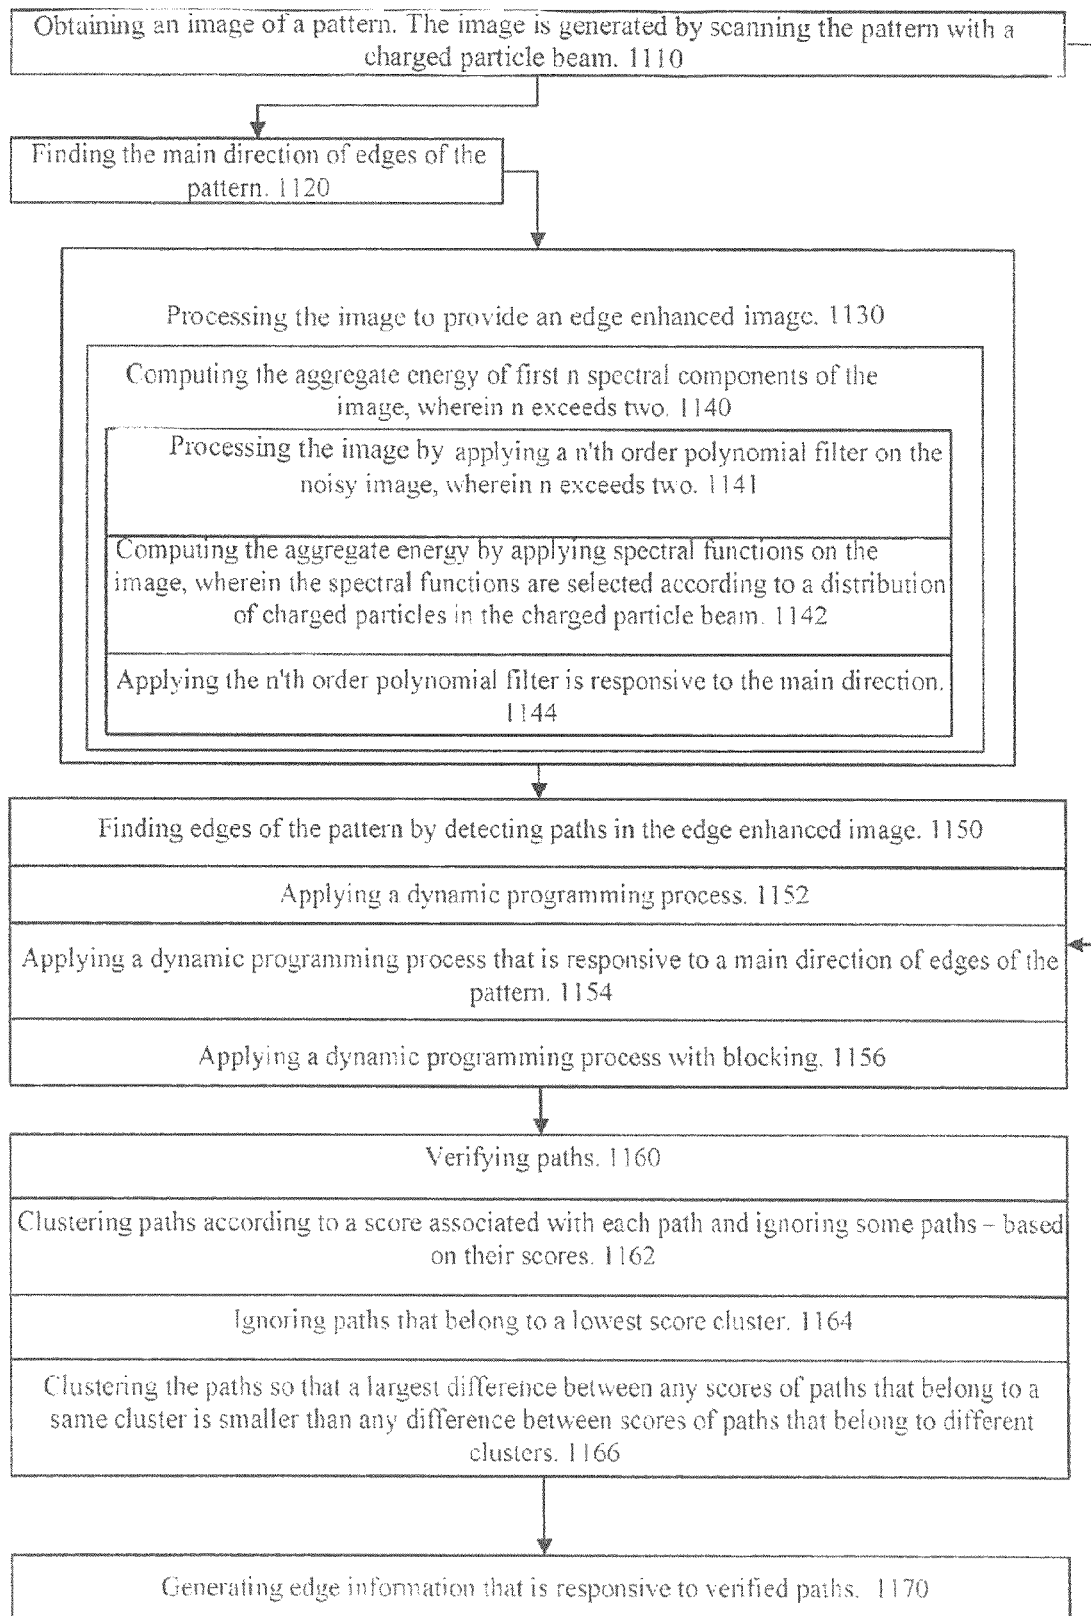 Obtaining an image of a pattern. The image is generated by scanning the pattern with a
charged particle beam. 1110
Finding the main direction of edges of the
pattern. 1120
Processing the image to provide an edge enhanced image. 1130
Computing the aggregate energy of first n spectral components of the
image, wherein n exceeds two. 1140
Processing the image by applying a n'th order polynomial filter on the
noisy image, wherein n exceeds two. 1141
Computing the aggregate energy by applying spectral functions on the
image, wherein the spectral functions are selected according to a distribution
of charged particles in the charged particle beam. 1142
Applying the n'th order polynomial filter is responsive to the main direction.
1144
Finding edges of the pattern by detecting paths in the edge enhanced image. 1150
Applying a dynamic programming process. 1152
Applying a dynamic programming process that is responsive to a main direction of edges of the
pattern. 1154
Applying a dynamic programming process with blocking. 1156
Verifying paths. 1160
Clustering paths according to a score associated with each path and ignoring some paths – based
on their scores. 1162
Ignoring paths that belong to a lowest score cluster. 1164
Clustering the paths so that a largest difference between any scores of paths that belong to a
same cluster is smaller than any difference between scores of paths that belong to different
clusters. 1166
Generating edge information that is responsive to verified paths. 1170